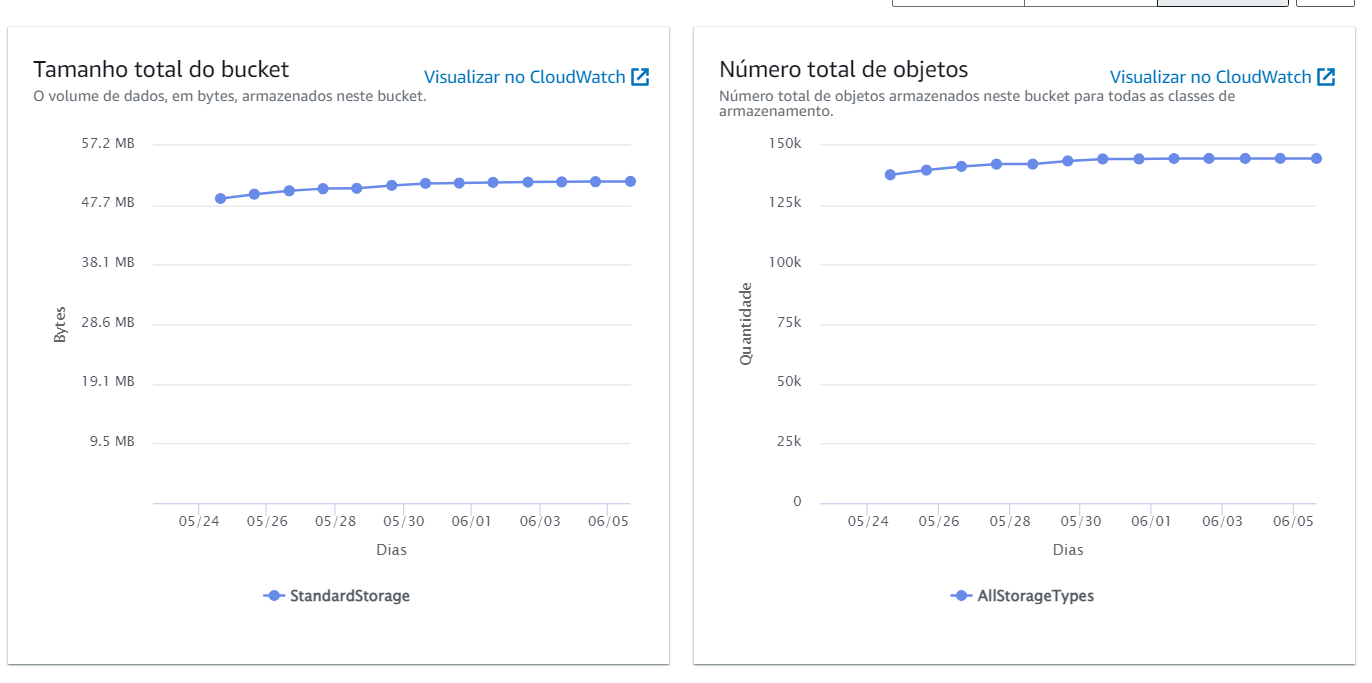 Tamanho total do bucket
Visualizar no CloudWatch
O volume de dados, em bytes, armazenados neste bucket.
57.2 MB
47.7 MB
38.1 MB
28.6 MB
19.1 MB
9.5 MB
Bytes
05/24 05/26 05/28 05/30 06/01 06/03 06/05
Dias
StandardStorage
Número total de objetos
Visualizar no CloudWatch
Número total de objetos armazenados neste bucket para todas as classes de
armazenamento.
150k
125k
100k
75k
50k
25k
0
Quantidade
05/24 05/26 05/28 05/30 06/01 06/03 06/05
Dias
AllStorageTypes